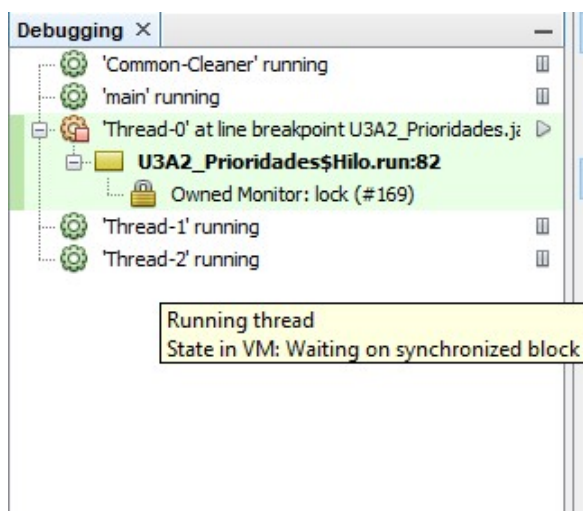 Debugging
'Common-Cleaner' running
'main' running
'Thread-0' at line breakpoint U3A2_Prioridades.ja
U3A2_Prioridades$Hilo.run:82
Owned Monitor: lock (#169)
'Thread-1' running
'Thread-2' running
Running thread
State in VM: Waiting on synchronized block